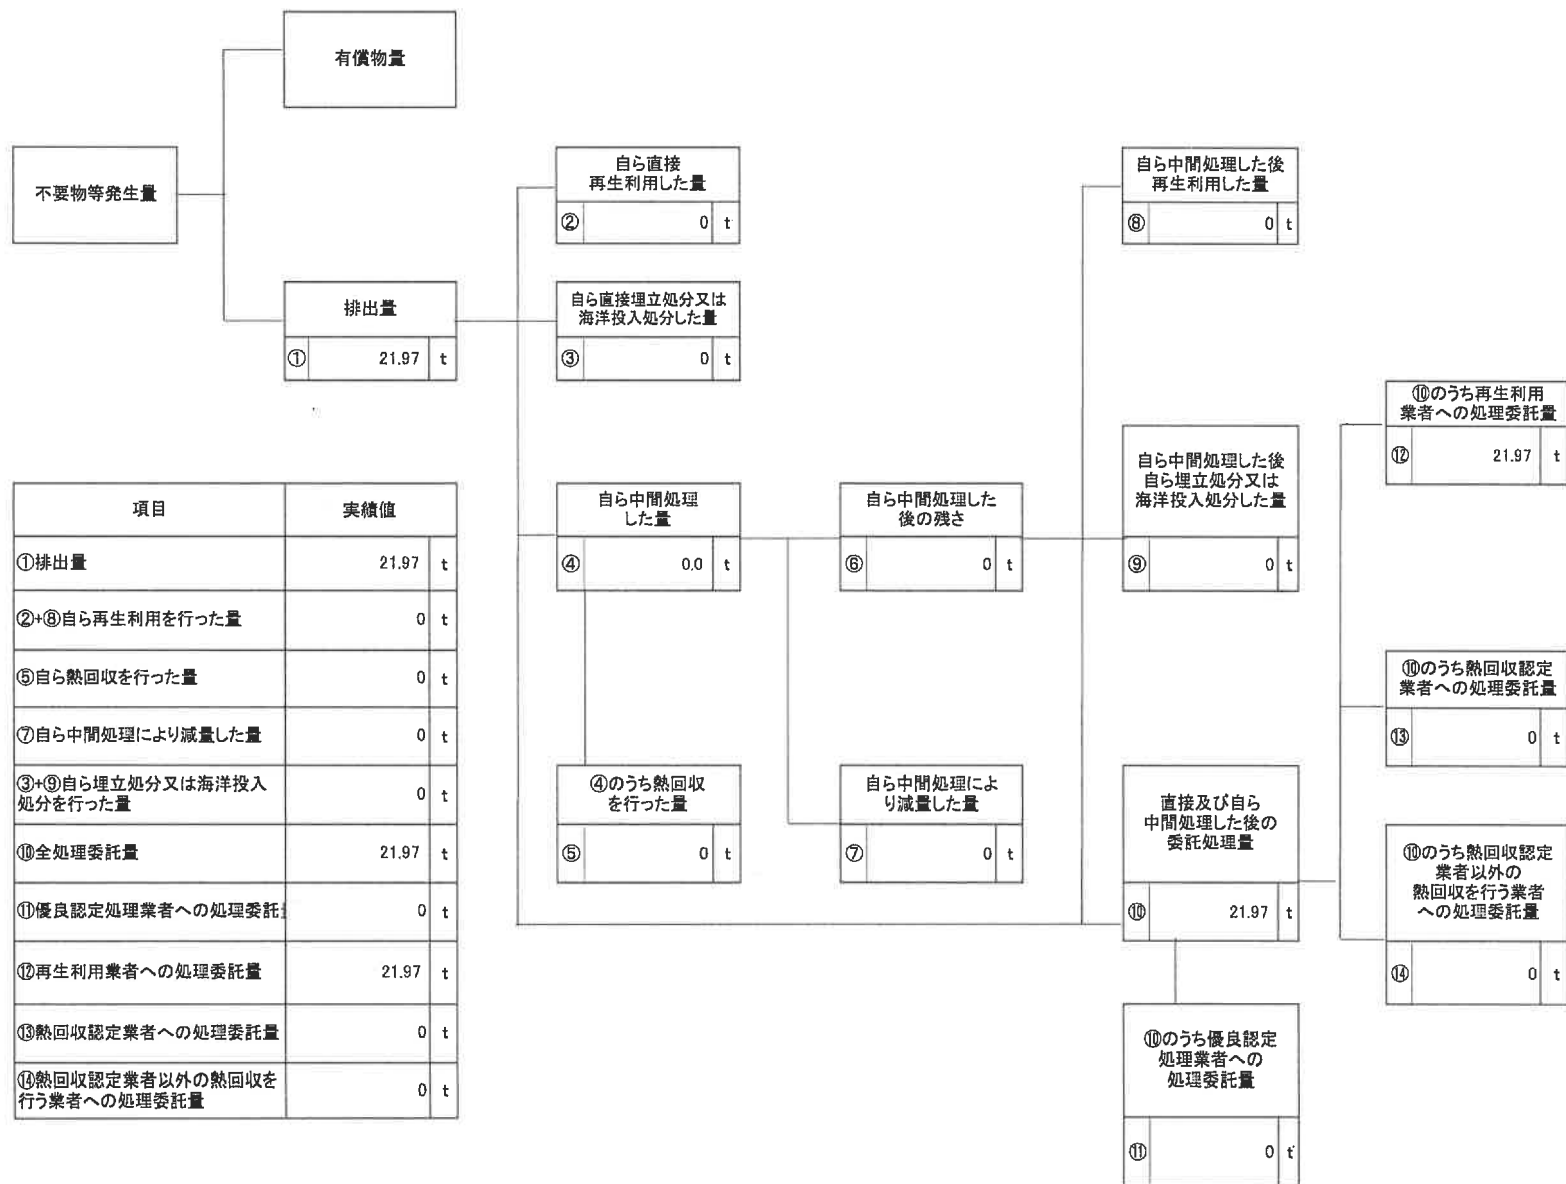 有償物量
不要物等発生量
排出量
① 21.97 t
自ら直接
再生利用した量
② 0 t
自ら直接埋立処分又は
海洋投入処分した量
③ 0 t
自ら中間処理
した量
④ 0.0 t
④のうち熱回収
を行った量
⑤ 0 t
自ら中間処理した
後の残さ
⑥ 0 t
自ら中間処理によ
り減量した量
⑦ 0 t
自ら中間処理した後
再生利用した量
⑧ 0 t
自ら中間処理した後
自ら埋立処分又は
海洋投入処分した量
⑨ 0 t
直接及び自ら
中間処理した後の
委託処理量
⑩ 21.97 t
⑩のうち優良認定
処理業者への
処理委託量
⑪ 0 t
⑩のうち再生利用
業者への処理委託量
⑫ 21.97 t
⑩のうち熱回収認定
業者への処理委託量
⑬ 0 t
⑩のうち熱回収認定
業者以外の
熱回収を行う業者
への処理委託量
⑭ 0 t
項目 実績値
①排出量 21.97 t
②+⑧自ら再生利用を行った量 0 t
⑤自ら熱回収を行った量 0 t
⑦自ら中間処理により減量した量 0 t
③+⑨自ら埋立処分又は海洋投入
処分を行った量 0 t
⑩全処理委託量 21.97 t
⑪優良認定処理業者への処理委託 0 t
⑫再生利用業者への処理委託量 21.97 t
⑬熱回収認定業者への処理委託量 0 t
⑭熱回収認定業者以外の熱回収を
行う業者への処理委託量 0 t